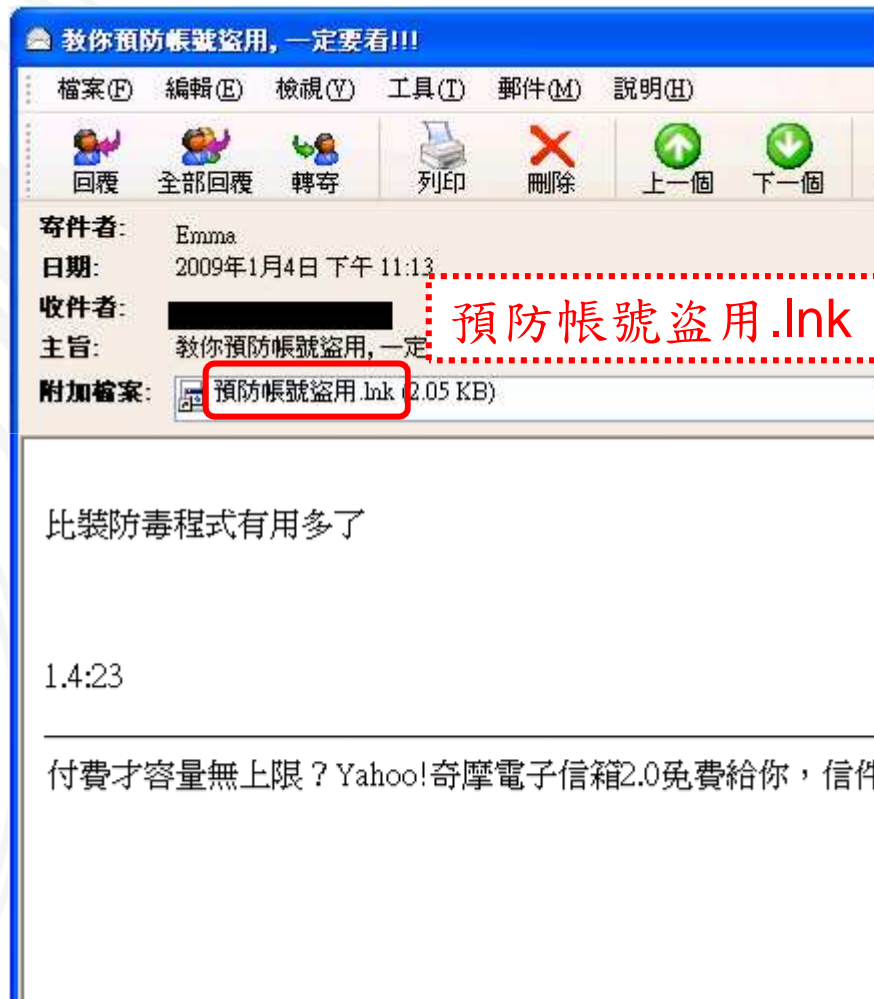 教你預防帳號盜用, 一定要看!!!
檔案(F) 編輯(E) 檢視(V) 工具(T) 郵件(M) 說明(H)
回覆 全部回覆 轉寄 列印 刪除 上一個 下一個
寄件者: Emma
日期: 2009年1月4日 下午 11:13
收件者:
預防帳號盜用.lnk
主旨: 教你預防帳號盜用, 一定
附加檔案: 預防帳號盜用.lnk (2.05 KB)
比裝防毒程式有用多了
1.4:23
付費才容量無上限？Yahoo!奇摩電子信箱2.0免費給你，信件